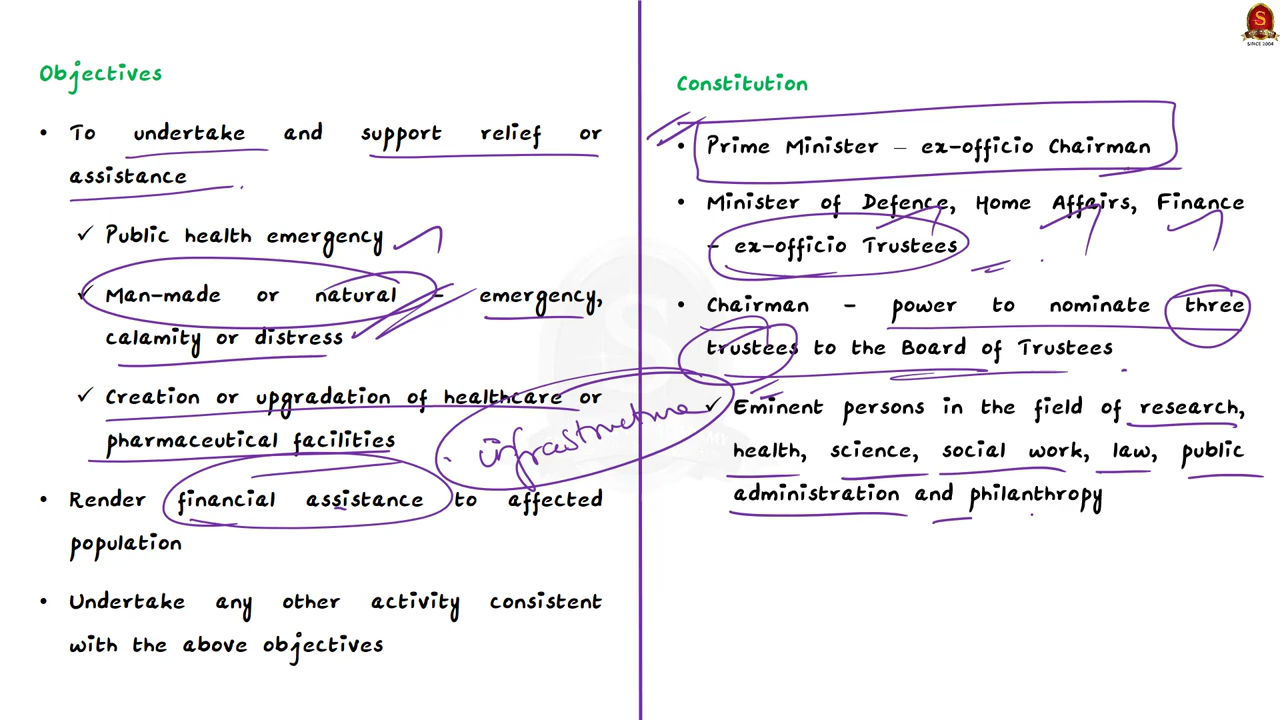 Objectives
• To undertake and support relief or
assistance
✓ Public health emergency
✓ Man-made or natural – emergency,
calamity or distress
✓ Creation or upgradation of healthcare or
pharmaceutical facilities
infrastructure
• Render financial assistance to affected
population
• Undertake any other activity consistent
with the above objectives
Constitution
• Prime Minister – ex-officio Chairman
• Minister of Defence, Home Affairs, Finance
– ex-officio Trustees
• Chairman – power to nominate three
trustees to the Board of Trustees
✓ Eminent persons in the field of research,
health, science, social work, law, public
administration and philanthropy
S
SINCE 2004